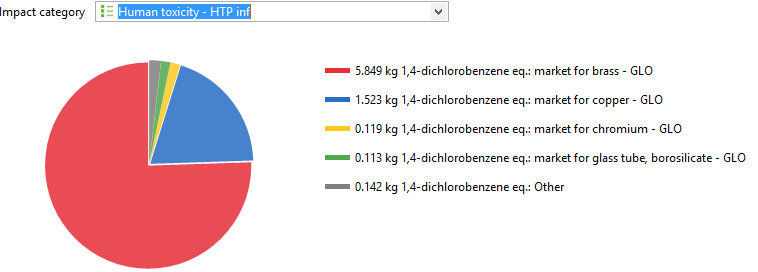 Impact category Human toxicity - HTP inf
5.849 kg 1,4-dichlorobenzene eq.: market for brass - GLO
1.523 kg 1,4-dichlorobenzene eq.: market for copper - GLO
0.119 kg 1,4-dichlorobenzene eq.: market for chromium - GLO
0.113 kg 1,4-dichlorobenzene eq.: market for glass tube, borosilicate - GLO
0.142 kg 1,4-dichlorobenzene eq.: Other